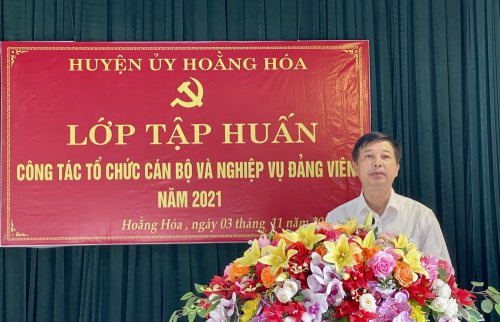 HUYỆN ỦY HOẰNG HÓA
LỚP TẬP HUẤN
CÔNG TÁC TỔ CHỨC CÁN BỘ VÀ NGHIỆP VỤ ĐẢNG VIÊN
NĂM 2021
Hoằng Hóa, ngày 03 tháng 11 năm